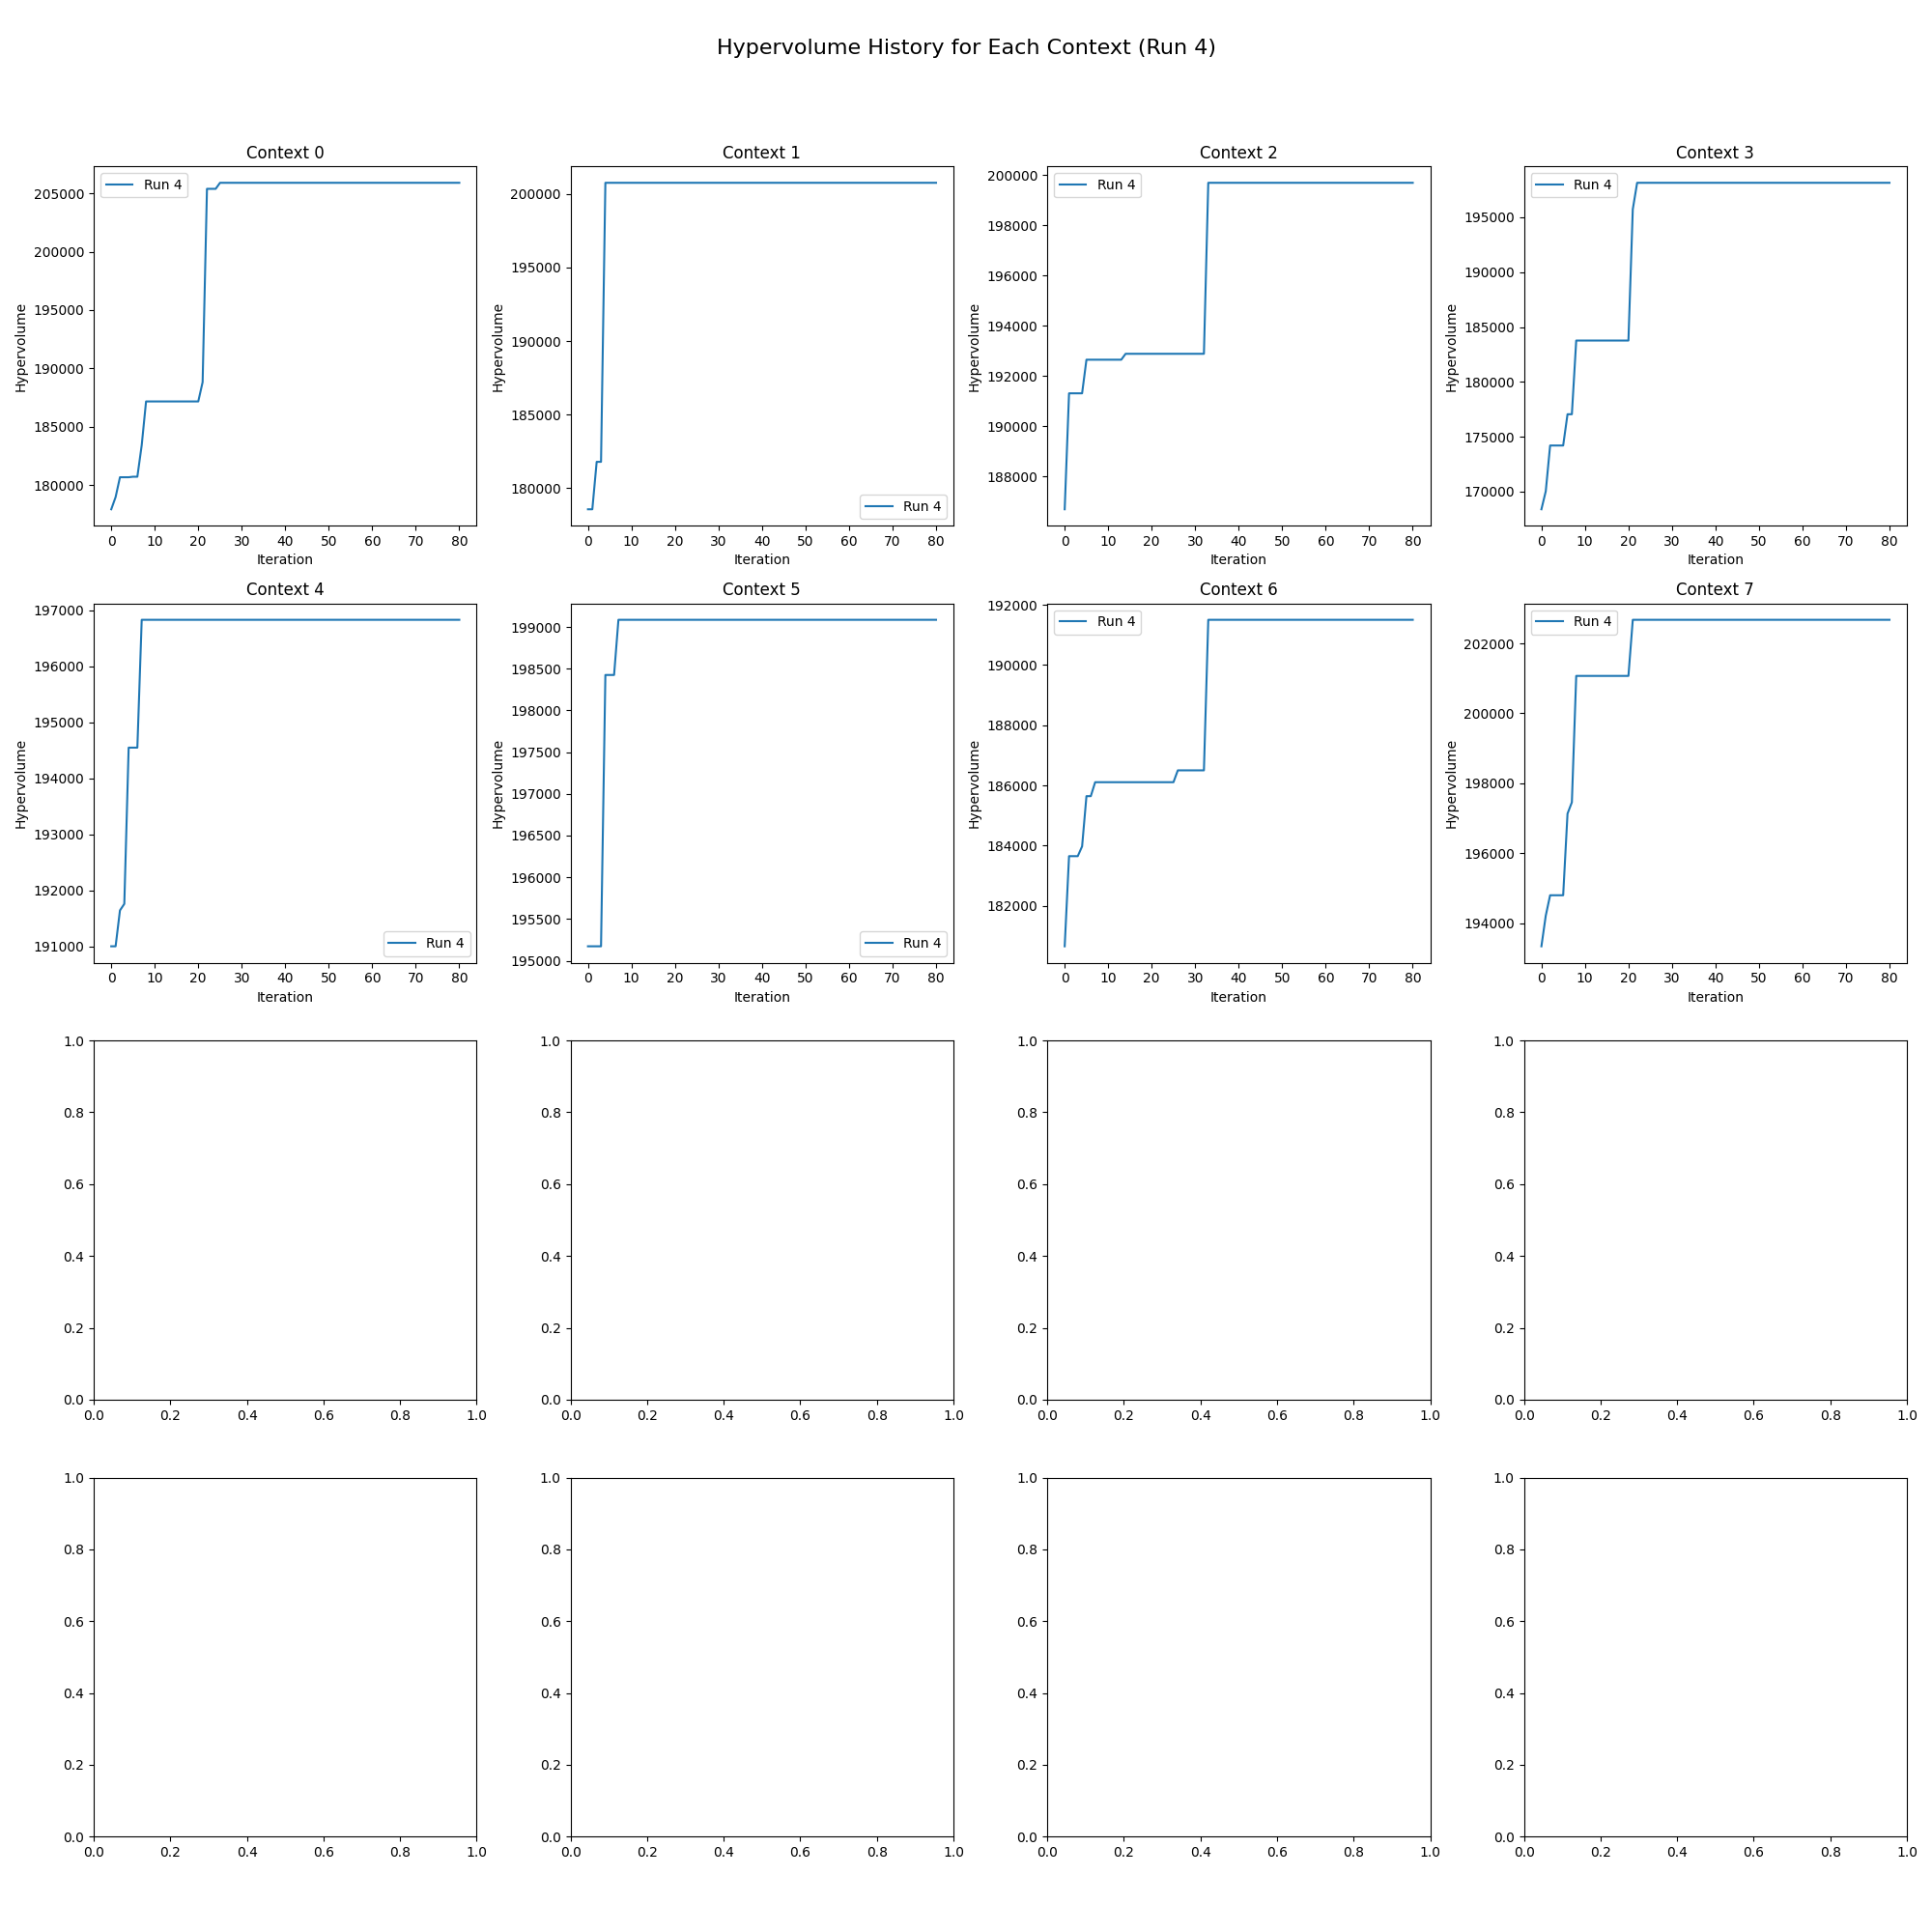 Hypervolume History for Each Context (Run 4)
Context 0
Run 4
205000
200000
195000
190000
185000
180000
Hypervolume
0 10 20 30 40 50 60 70 80
Iteration
Context 1
200000
195000
190000
185000
180000
Hypervolume
Run 4
0 10 20 30 40 50 60 70 80
Iteration
Context 2
Run 4
200000
198000
196000
194000
192000
190000
188000
Hypervolume
0 10 20 30 40 50 60 70 80
Iteration
Context 3
Run 4
195000
190000
185000
180000
175000
170000
Hypervolume
0 10 20 30 40 50 60 70 80
Iteration
Context 4
197000
196000
195000
194000
193000
192000
191000
Hypervolume
Run 4
0 10 20 30 40 50 60 70 80
Iteration
Context 5
199000
198500
198000
197500
197000
196500
196000
195500
195000
Hypervolume
Run 4
0 10 20 30 40 50 60 70 80
Iteration
Context 6
Run 4
192000
190000
188000
186000
184000
182000
Hypervolume
0 10 20 30 40 50 60 70 80
Iteration
Context 7
Run 4
202000
200000
198000
196000
194000
Hypervolume
0 10 20 30 40 50 60 70 80
Iteration
1.0
0.8
0.6
0.4
0.2
0.0
0.0 0.2 0.4 0.6 0.8 1.0
1.0
0.8
0.6
0.4
0.2
0.0
0.0 0.2 0.4 0.6 0.8 1.0
1.0
0.8
0.6
0.4
0.2
0.0
0.0 0.2 0.4 0.6 0.8 1.0
1.0
0.8
0.6
0.4
0.2
0.0
0.0 0.2 0.4 0.6 0.8 1.0
1.0
0.8
0.6
0.4
0.2
0.0
0.0 0.2 0.4 0.6 0.8 1.0
1.0
0.8
0.6
0.4
0.2
0.0
0.0 0.2 0.4 0.6 0.8 1.0
1.0
0.8
0.6
0.4
0.2
0.0
0.0 0.2 0.4 0.6 0.8 1.0
1.0
0.8
0.6
0.4
0.2
0.0
0.0 0.2 0.4 0.6 0.8 1.0